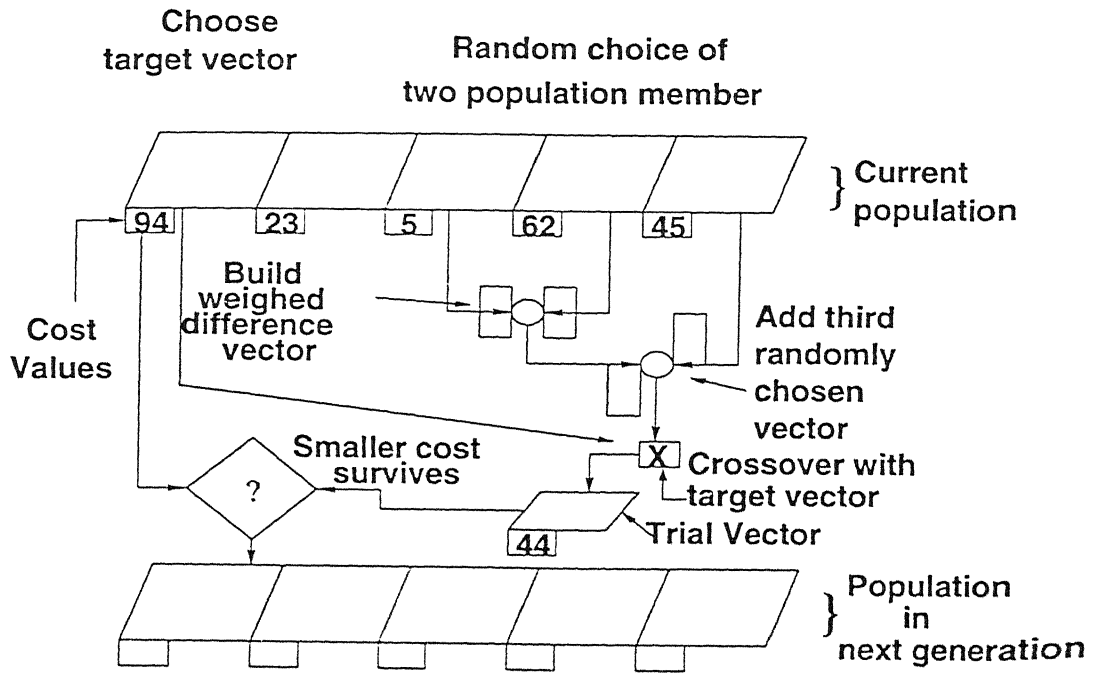 Choose
target vector
Random choice of
two population member
Current
population
94
23
5
62
45
Build
weighed
difference
vector
Cost
Values
Add third
randomly
chosen
vector
Smaller cost
survives
?
X
Crossover with
target vector
Trial Vector
44
Population
in
next generation